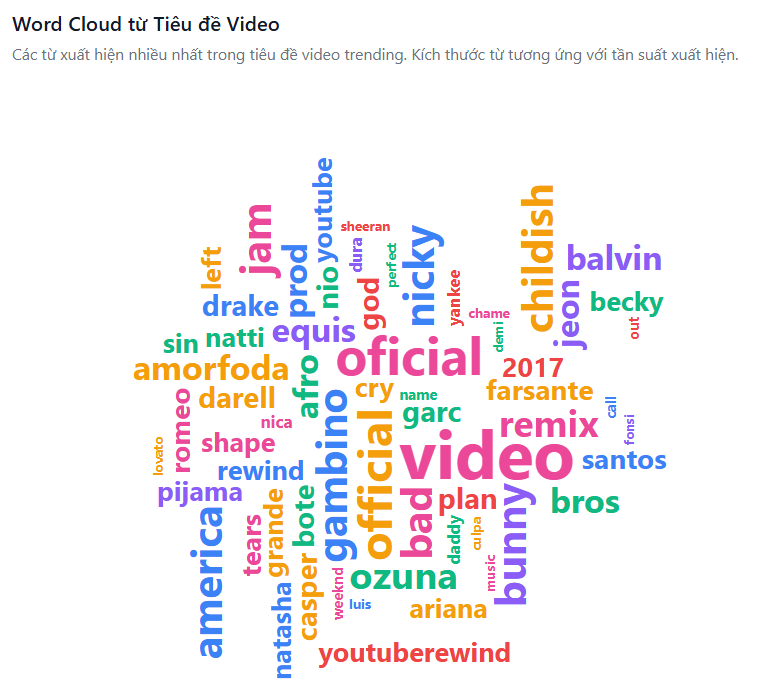 Word Cloud từ Tiêu đề Video
Các từ xuất hiện nhiều nhất trong tiêu đề video trending. Kích thước từ tương ứng với tần suất xuất hiện.
youtube
childish
jam
sheeran
nicky
dura
perfect
left
prod
balvin
nio
god
yankee
jeon
drake
becky
chame
equis
demi
out
sin
natti
oficial
amorfoda
afro
2017
cry
name
farsante
darell
romeo
gambino
official
garc
call
nica
remix
fonsi
shape
video
lovato
rewind
santos
pijama
bote
bad
plan
bunny
bros
grande
america
tears
daddy
culpa
casper
music
ozuna
weeknd
natasha
luis
ariana
youtuberewind